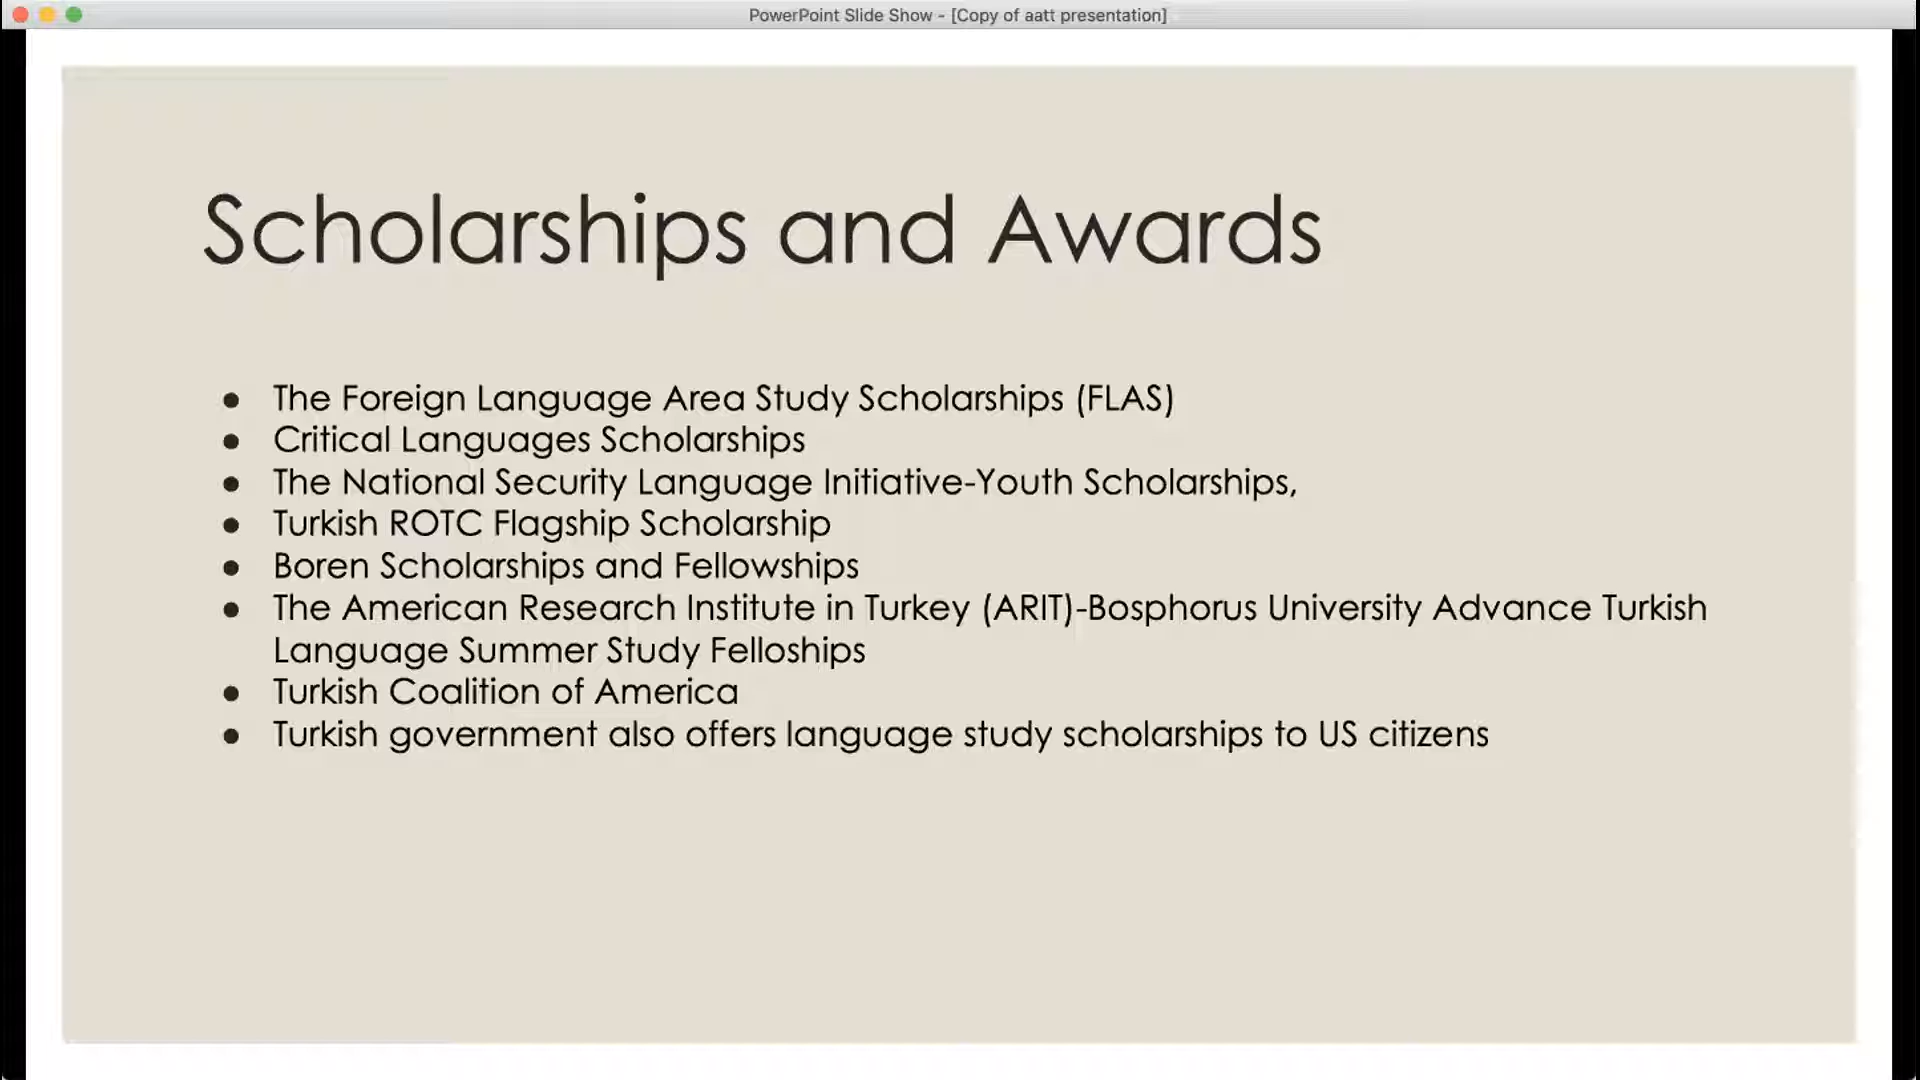 PowerPoint Slide Show - [Copy of aatt presentation]
Scholarships and Awards
● The Foreign Language Area Study Scholarships (FLAS)
● Critical Languages Scholarships
● The National Security Language Initiative-Youth Scholarships,
● Turkish ROTC Flagship Scholarship
● Boren Scholarships and Fellowships
● The American Research Institute in Turkey (ARIT)-Bosphorus University Advance Turkish
Language Summer Study Felloships
● Turkish Coalition of America
● Turkish government also offers language study scholarships to US citizens